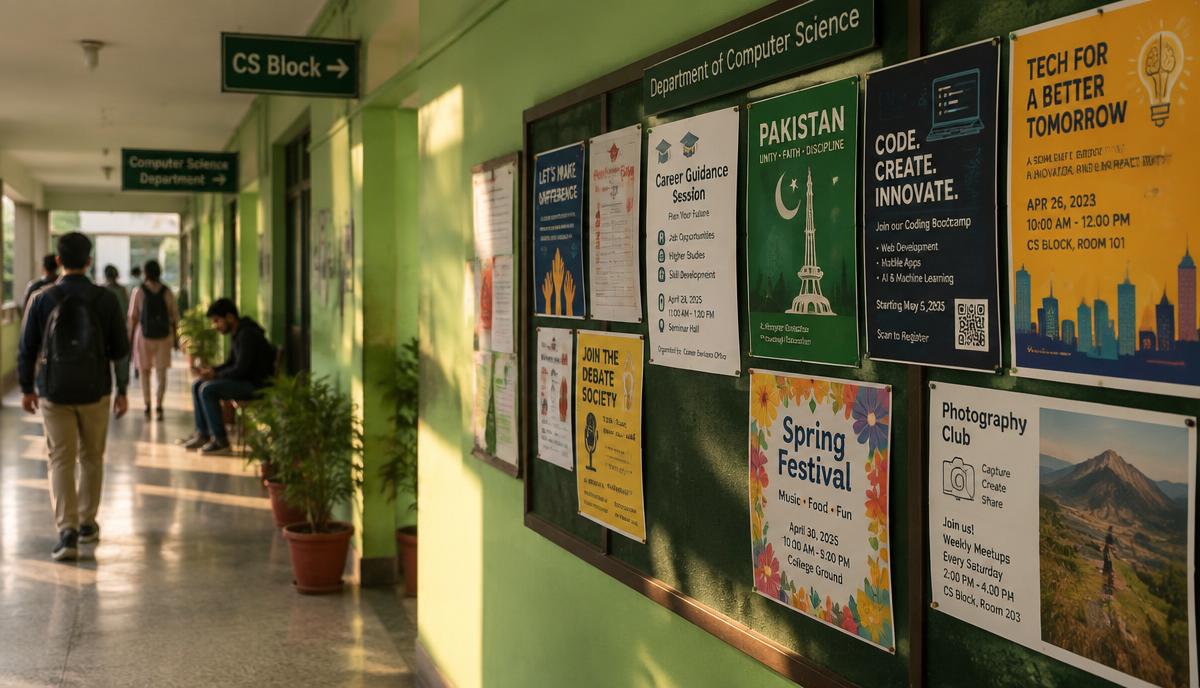 CS Block →
Computer Science
Department →
Department of Computer Science
LET'S MAKE
DIFFERENCE
Career Guidance
Session
Plan Your Future
Job Opportunities
Higher Studies
Skill Development
11:00 AM - 1:00 PM
Seminar Hall
Organized by: Career Services Office
PAKISTAN
UNITY • FAITH • DISCIPLINE
CODE.
CREATE.
INNOVATE.
Join our Coding Bootcamp
• Web Development
• Mobile Apps
• AI & Machine Learning
Starting May 5, 2025
Scan to Register
TECH FOR
A BETTER
TOMORROW
APR 26, 2023
10:00 AM - 12:00 PM
CS BLOCK, ROOM 101
JOIN THE
DEBATE
SOCIETY
Spring
Festival
Music • Food • Fun
April 30, 2025
10:00 AM - 5:00 PM
College Ground
Photography
Club
Capture
Create
Share
Join us!
Weekly Meetups
Every Saturday
2:00 PM - 4:00 PM
CS Block, Room 203